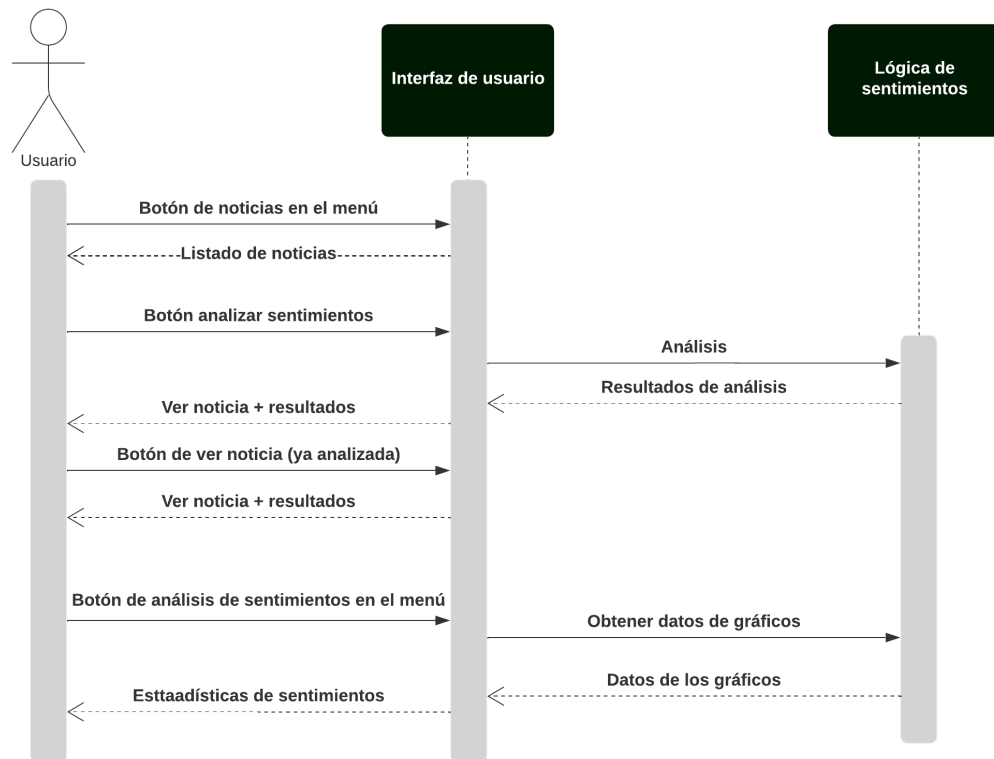 Interfaz de usuario
Lógica de
sentimientos
Usuario
Botón de noticias en el menú
Listado de noticias
Botón analizar sentimientos
Análisis
Resultados de análisis
Ver noticia + resultados
Botón de ver noticia (ya analizada)
Ver noticia + resultados
Botón de análisis de sentimientos en el menú
Obtener datos de gráficos
Datos de los gráficos
Esttaadísticas de sentimientos